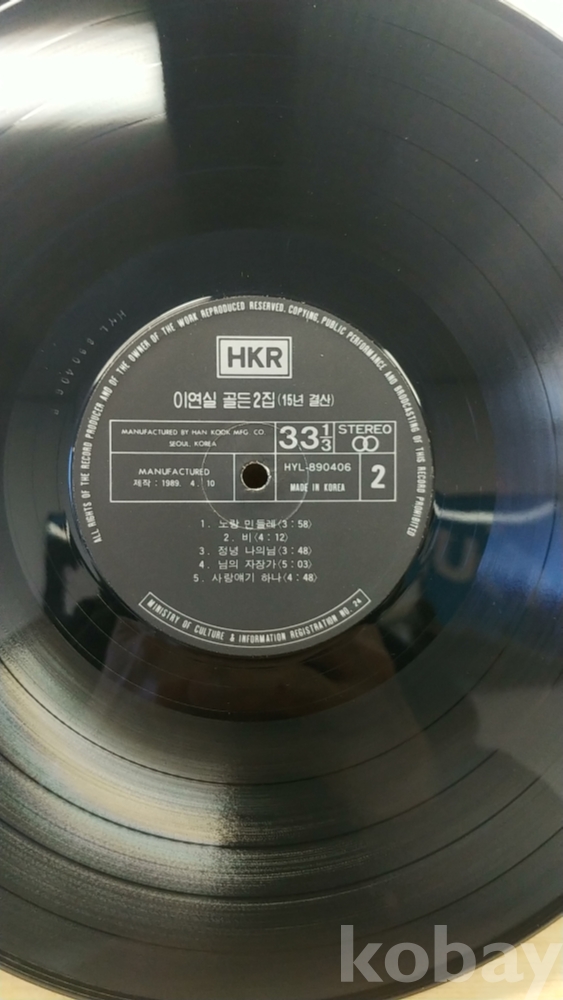 ALL RIGHTS OF THE RECORD PRODUCER AND OF THE OWNER OF THE WORK REPRODUCED RESERVED. COPYING, PUBLIC PERFORMANCE AND BROADCASTING OF THIS RECORD PROHIBITED
HKR
이연실 골든2집(15년 결산)
MANUFACTURED BY HAN KOOK MFG. CO
SEOUL, KOREA
33 1/3
STEREO
MANUFACTURED
제작 : 1989. 4. 10
HYL-890406
MADE IN KOREA
2
1. 노랑 민들레(3:58)
2. 비(4:12)
3. 정녕 나의님(3:48)
4. 님의 자장가(5:03)
5. 사랑얘기 하나(4:48)
MINISTRY OF CULTURE & INFORMATION REGISTRATION NO. 24
kobay